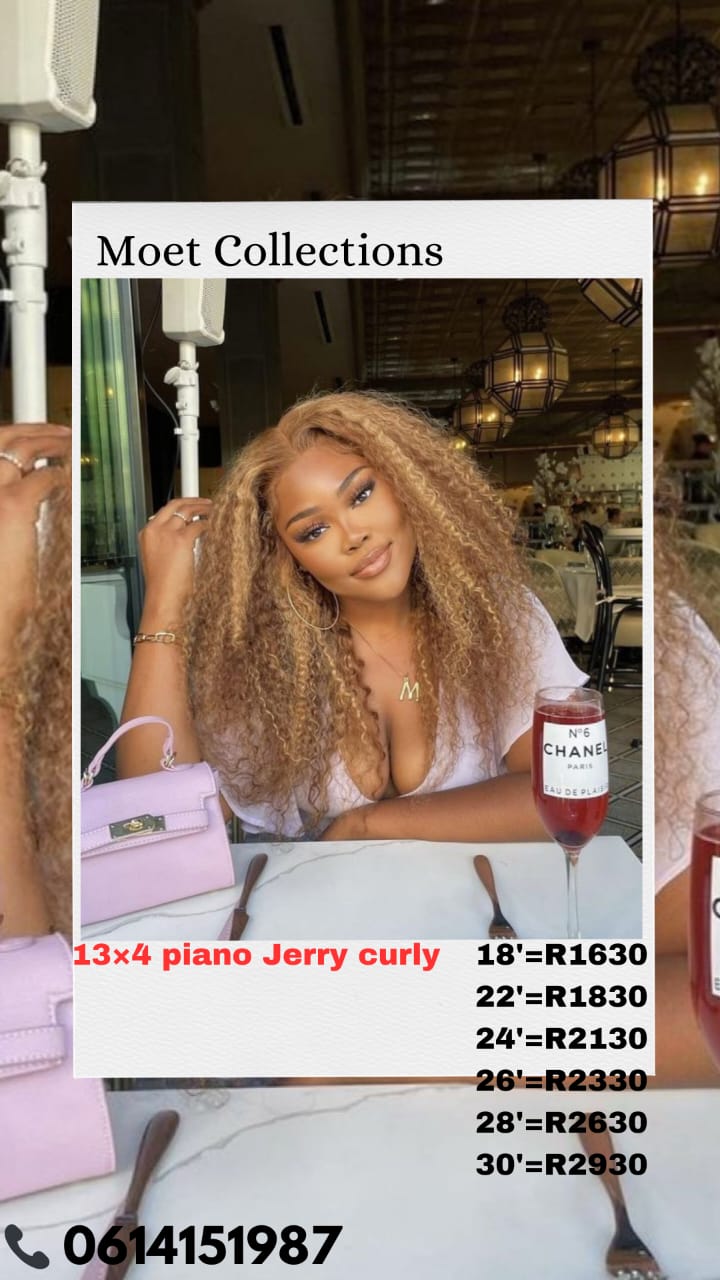 Moet Collections
N°6
CHANEL
PARIS
EAU DE
13×4 piano Jerry curly
18'=R1630
22'=R1830
24'=R2130
26'=R2330
28'=R2630
30'=R2930
0614151987